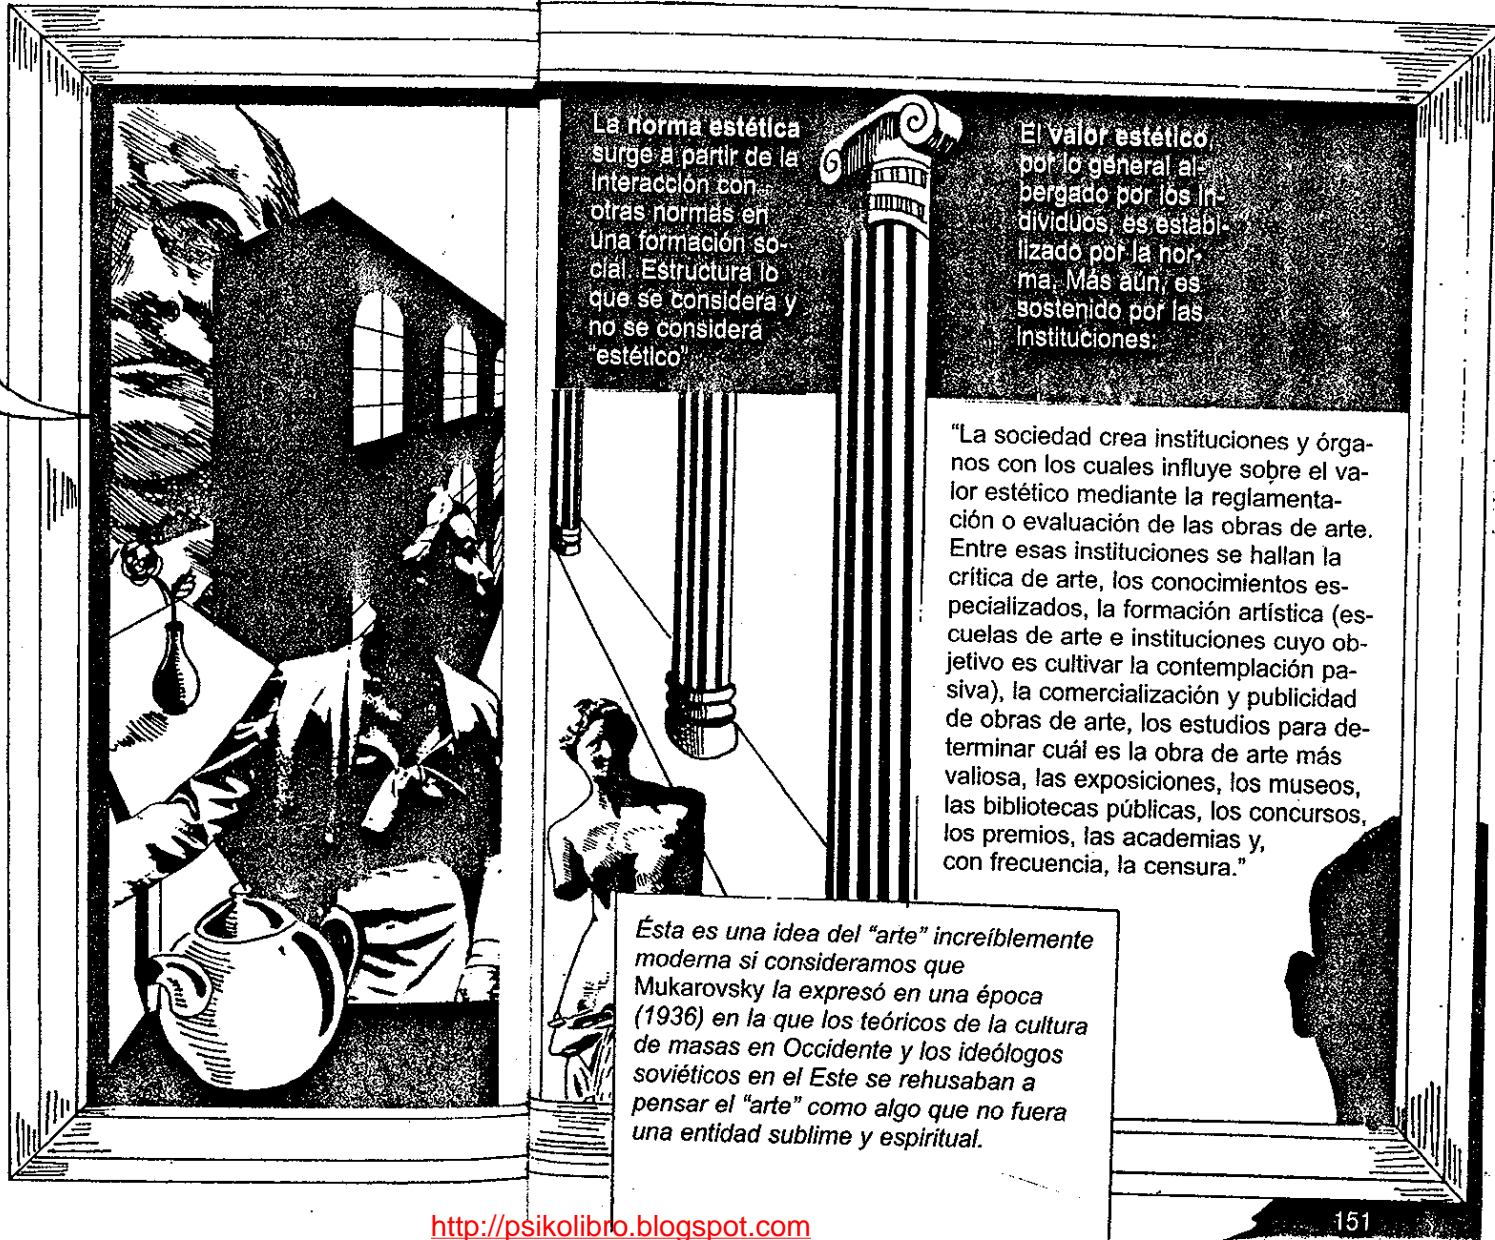 La norma estética
surge a partir de la
interacción con
otras normas en
una formación so-
cial. Estructura lo
que se considera y
no se considera
"estético"
El valor estético,
por lo general al-
bergado por los in-
dividuos, es estabi-
lizado por la nor-
ma. Más aún, es
sostenido por las
instituciones:
"La sociedad crea instituciones y órga-
nos con los cuales influye sobre el va-
lor estético mediante la reglamenta-
ción o evaluación de las obras de arte.
Entre esas instituciones se hallan la
crítica de arte, los conocimientos es-
pecializados, la formación artística (es-
cuelas de arte e instituciones cuyo ob-
jetivo es cultivar la contemplación pa-
siva), la comercialización y publicidad
de obras de arte, los estudios para de-
terminar cuál es la obra de arte más
valiosa, las exposiciones, los museos,
las bibliotecas públicas, los concursos,
los premios, las academias y,
con frecuencia, la censura."
Ésta es una idea del "arte" increíblemente
moderna si consideramos que
Mukarovsky la expresó en una época
(1936) en la que los teóricos de la cultura
de masas en Occidente y los ideólogos
soviéticos en el Este se rehusaban a
pensar el "arte" como algo que no fuera
una entidad sublime y espiritual.
http://psikolibro.blogspot.com
151